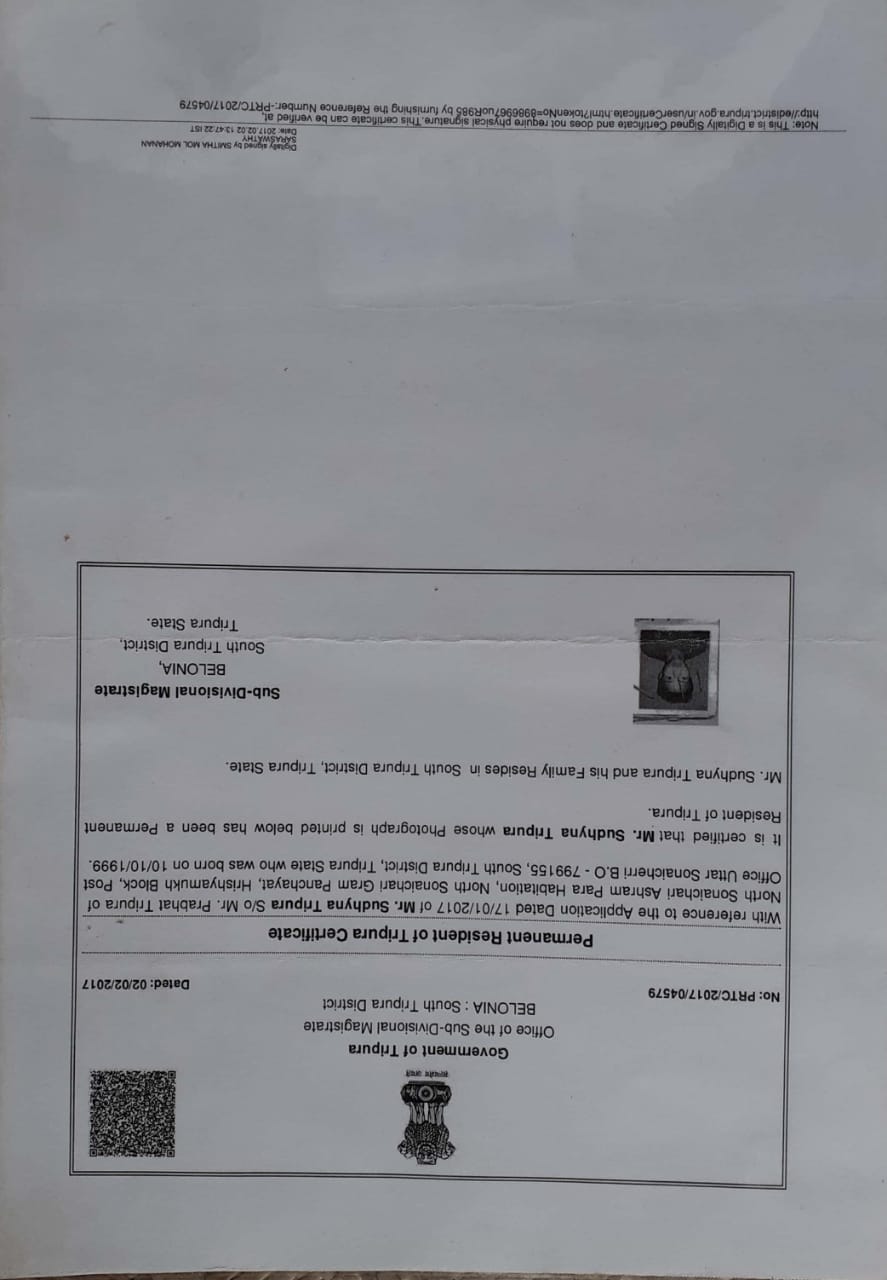 सत्यमेव जयते
Government of Tripura
Office of the Sub-Divisional Magistrate
BELONIA : South Tripura District
No: PRTC/2017/04579
Dated: 02/02/2017
Permanent Resident of Tripura Certificate
With reference to the Application Dated 17/01/2017 of Mr. Sudhyna Tripura S/o Mr. Prabhat Tripura of
North Sonaichari Ashram Para Habitation, North Sonaichari Gram Panchayat, Hrishyamukh Block, Post
Office Uttar Sonaicherri B.O - 799155, South Tripura District, Tripura State who was born on 10/10/1999.
It is certified that Mr. Sudhyna Tripura whose Photograph is printed below has been a Permanent
Resident of Tripura.
Mr. Sudhyna Tripura and his Family Resides in South Tripura District, Tripura State.
Sub-Divisional Magistrate
BELONIA,
South Tripura District,
Tripura State.
Digitally signed by SMITHA MOL MOHANAN
SARASWATHY
Date: 2017.02.02 13:47:22 IST
Note: This is a Digitally Signed Certificate and does not require physical signature. This certificate can be verified at,
http://edistrict.tripura.gov.in/userCertificate.html?tokenNo=8986967uoR985 by furnishing the Reference Number:-PRTC/2017/04579